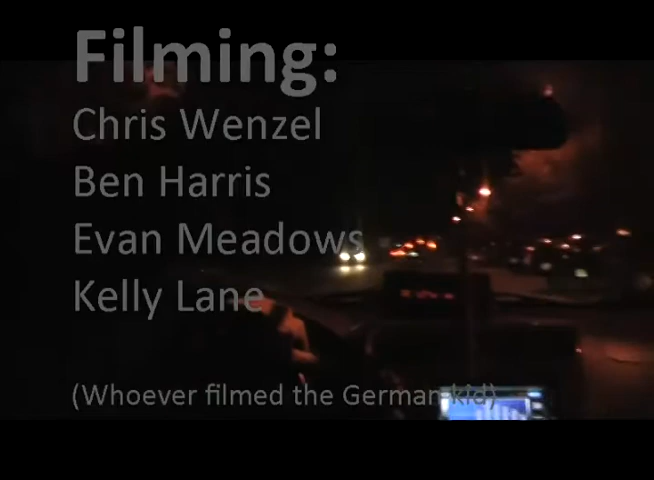 Filming:
Chris Wenzel
Ben Harris
Evan Meadows
Kelly Lane
(Whoever filmed the German kid)